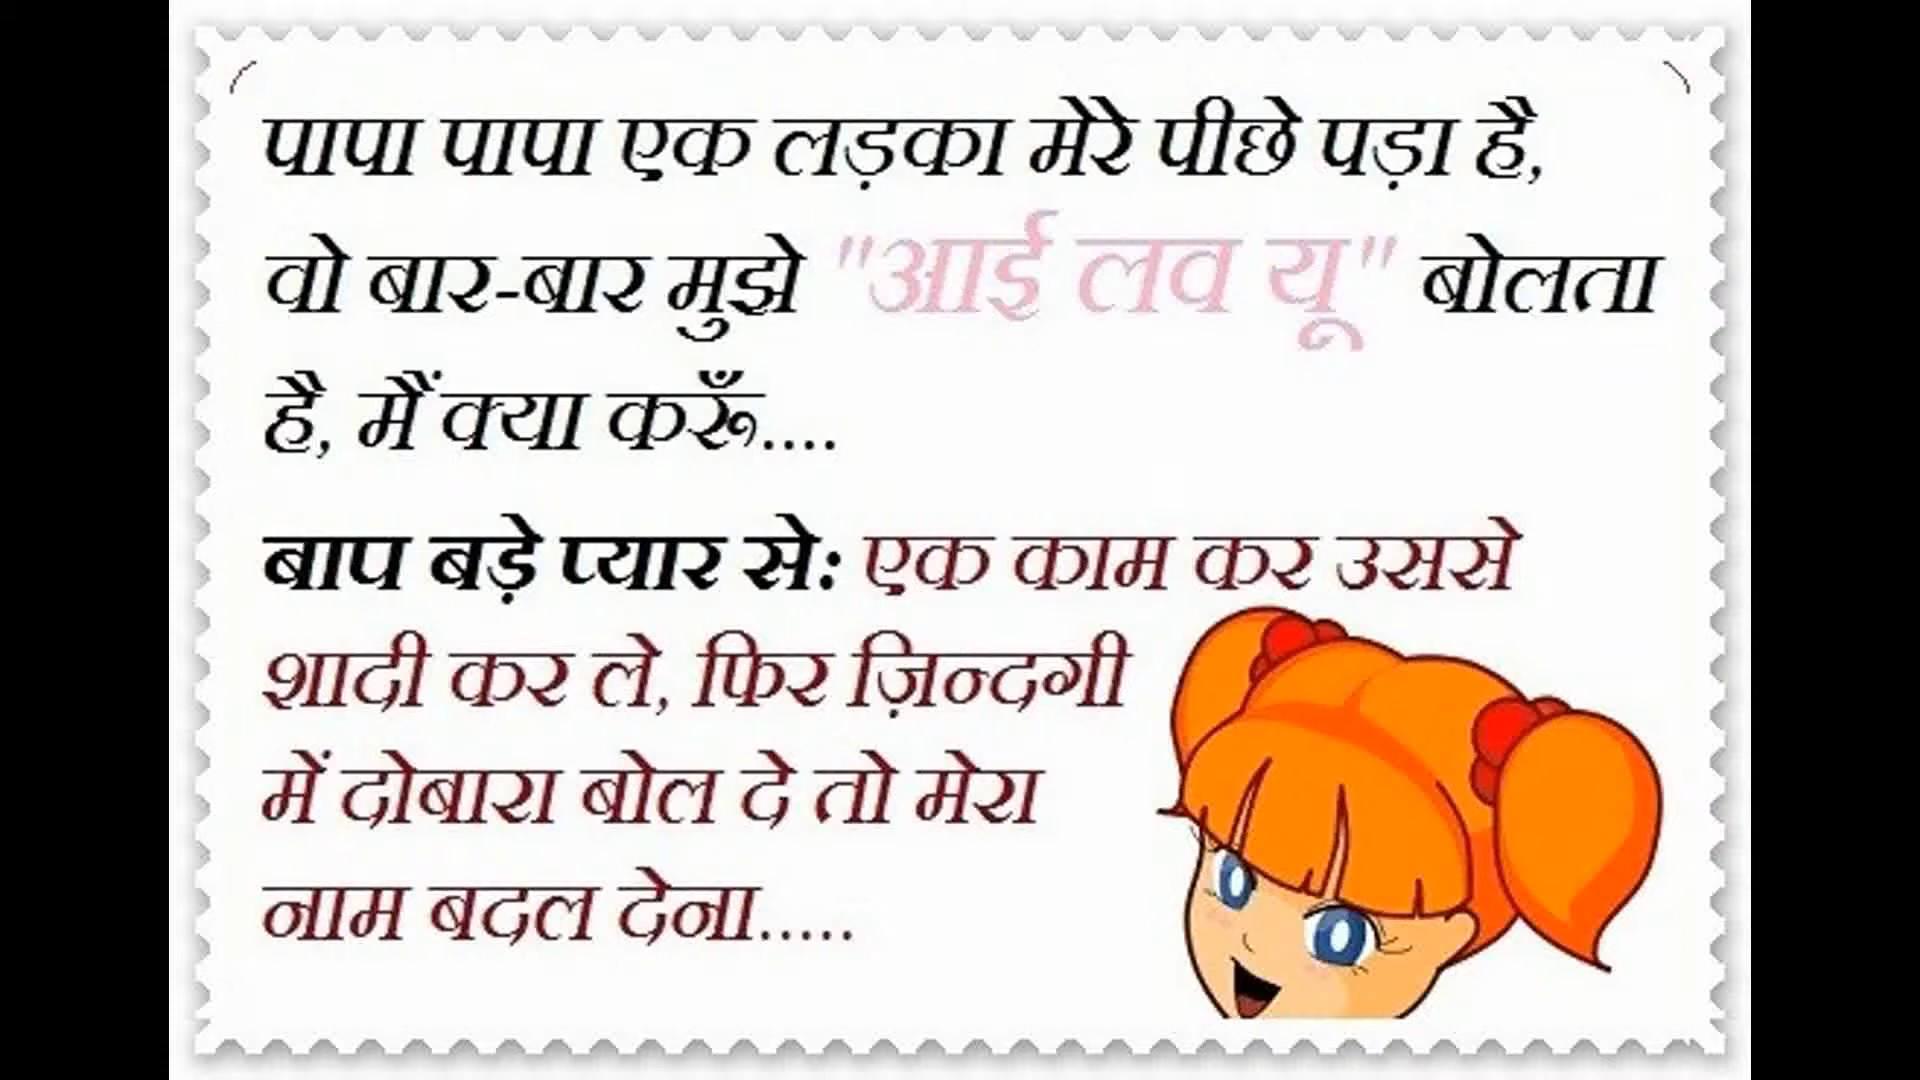 पापा पापा एक लड़का मेरे पीछे पड़ा है,
वो बार-बार मुझे "आई लव यू" बोलता
है, मैं क्या करूँ....
बाप बड़े प्यार से: एक काम कर उससे
शादी कर ले, फिर ज़िन्दगी
में दोबारा बोल दे तो मेरा
नाम बदल देना.....